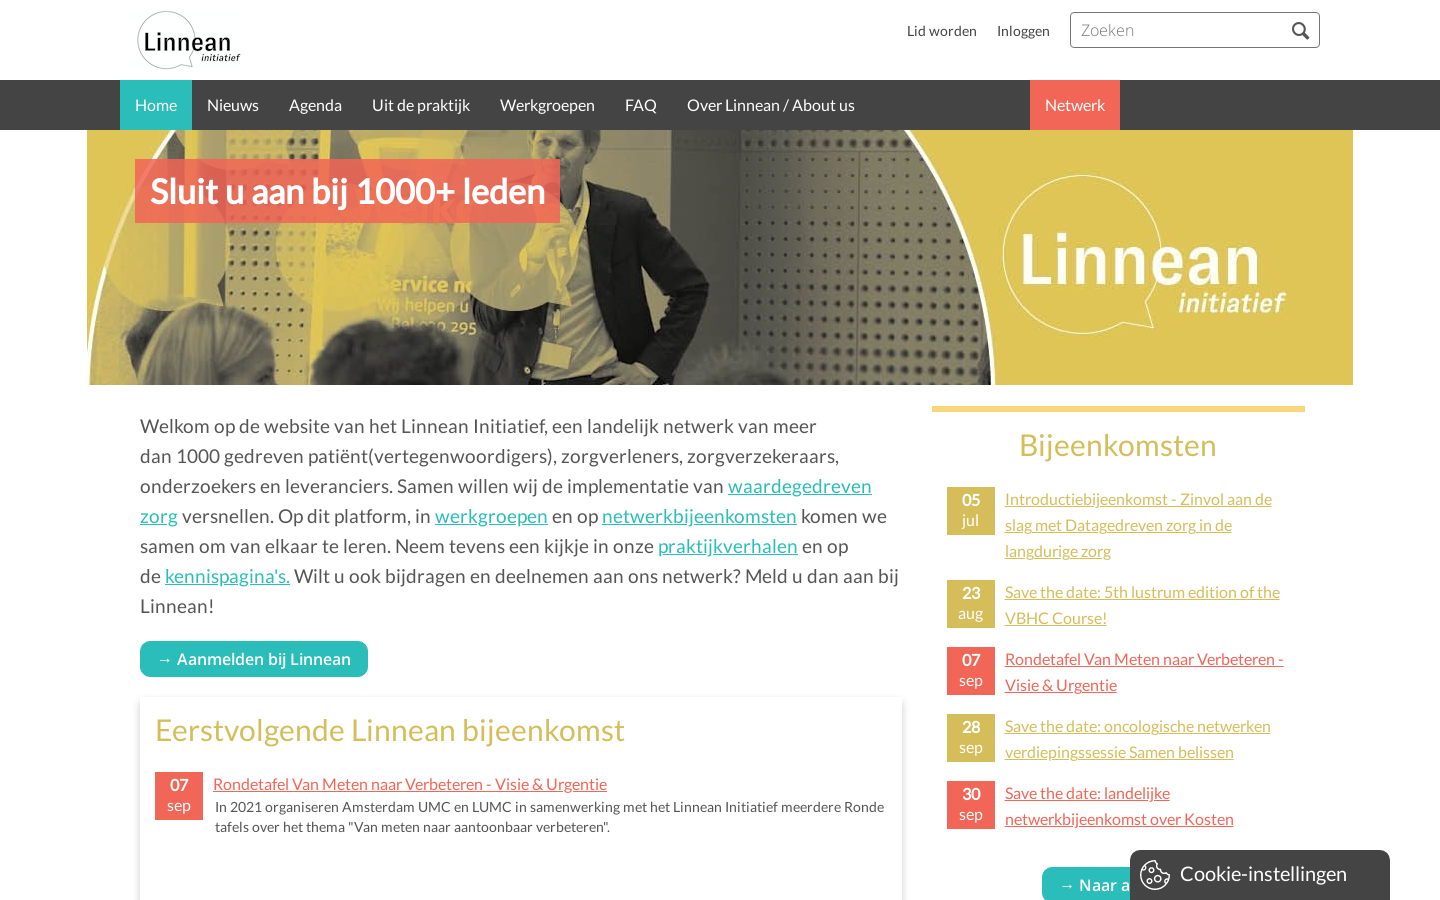 Linnean
initiatief
Lid worden
Inloggen
Zoeken
Home
Nieuws
Agenda
Uit de praktijk
Werkgroepen
FAQ
Over Linnean / About us
Netwerk
Sluit u aan bij 1000+ leden
Service
Wij helpen u
Linnean
initiatief
Welkom op de website van het Linnean Initiatief, een landelijk netwerk van meer
dan 1000 gedreven patiënt(vertegenwoordigers), zorgverleners, zorgverzekeraars,
onderzoekers en leveranciers. Samen willen wij de implementatie van waardegedreven
zorg versnellen. Op dit platform, in werkgroepen en op netwerkbijeenkomsten komen we
samen om van elkaar te leren. Neem tevens een kijkje in onze praktijkverhalen en op
de kennispagina's. Wilt u ook bijdragen en deelnemen aan ons netwerk? Meld u dan aan bij
Linnean!
→ Aanmelden bij Linnean
Eerstvolgende Linnean bijeenkomst
07
sep
Rondetafel Van Meten naar Verbeteren - Visie & Urgentie
In 2021 organiseren Amsterdam UMC en LUMC in samenwerking met het Linnean Initiatief meerdere Ronde
tafels over het thema "Van meten naar aantoonbaar verbeteren".
Bijeenkomsten
05
jul
Introductiebijeenkomst - Zinvol aan de
slag met Datagedreven zorg in de
langdurige zorg
23
aug
Save the date: 5th lustrum edition of the
VBHC Course!
07
sep
Rondetafel Van Meten naar Verbeteren -
Visie & Urgentie
28
sep
Save the date: oncologische netwerken
verdiepingssessie Samen belissen
30
sep
Save the date: landelijke
netwerkbijeenkomst over Kosten
→ Naar a
Cookie-instellingen